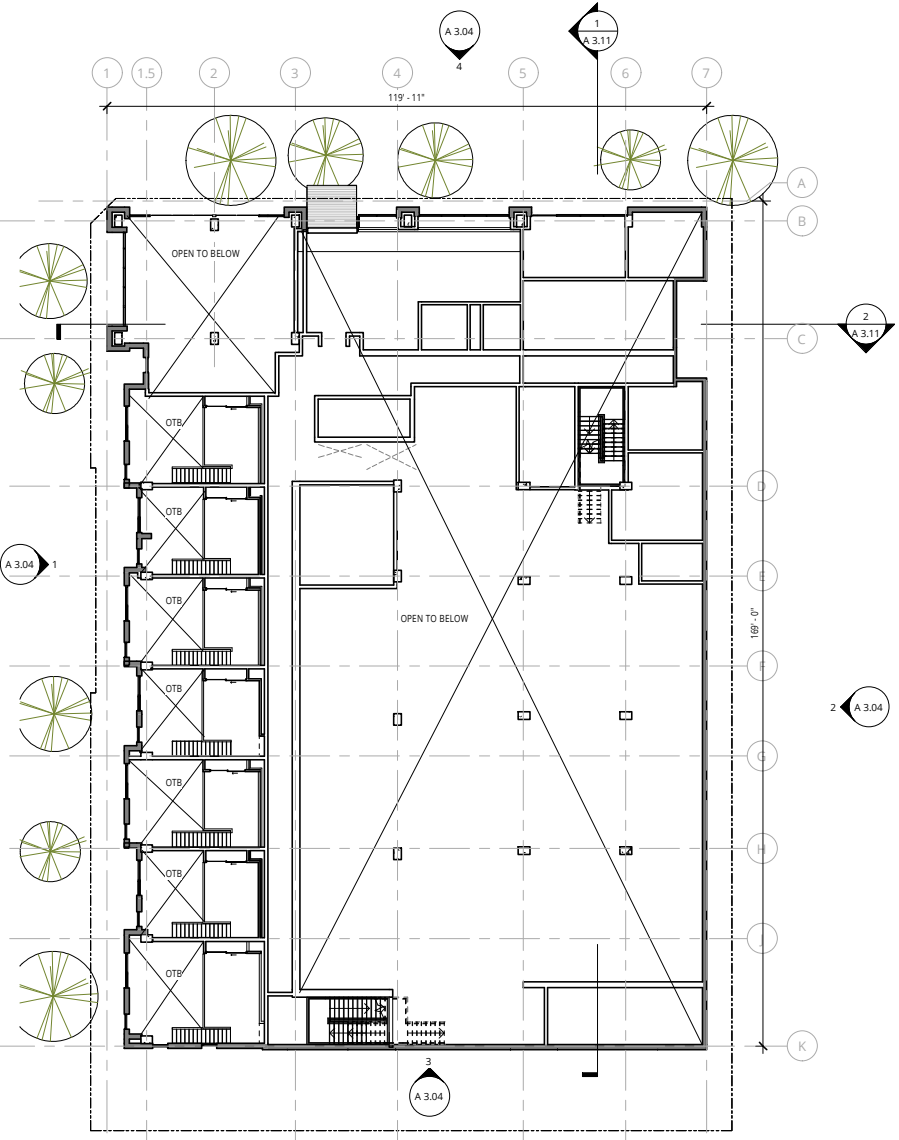 A 3.04
4
1
A 3.11
1
1.5
2
3
4
5
6
7
119' - 11"
A
B
OPEN TO BELOW
2
A 3.11
C
OTB
D
OTB
A 3.04
1
E
OTB
OPEN TO BELOW
169' - 0"
F
OTB
2
A 3.04
G
OTB
H
OTB
J
OTB
K
3
A 3.04